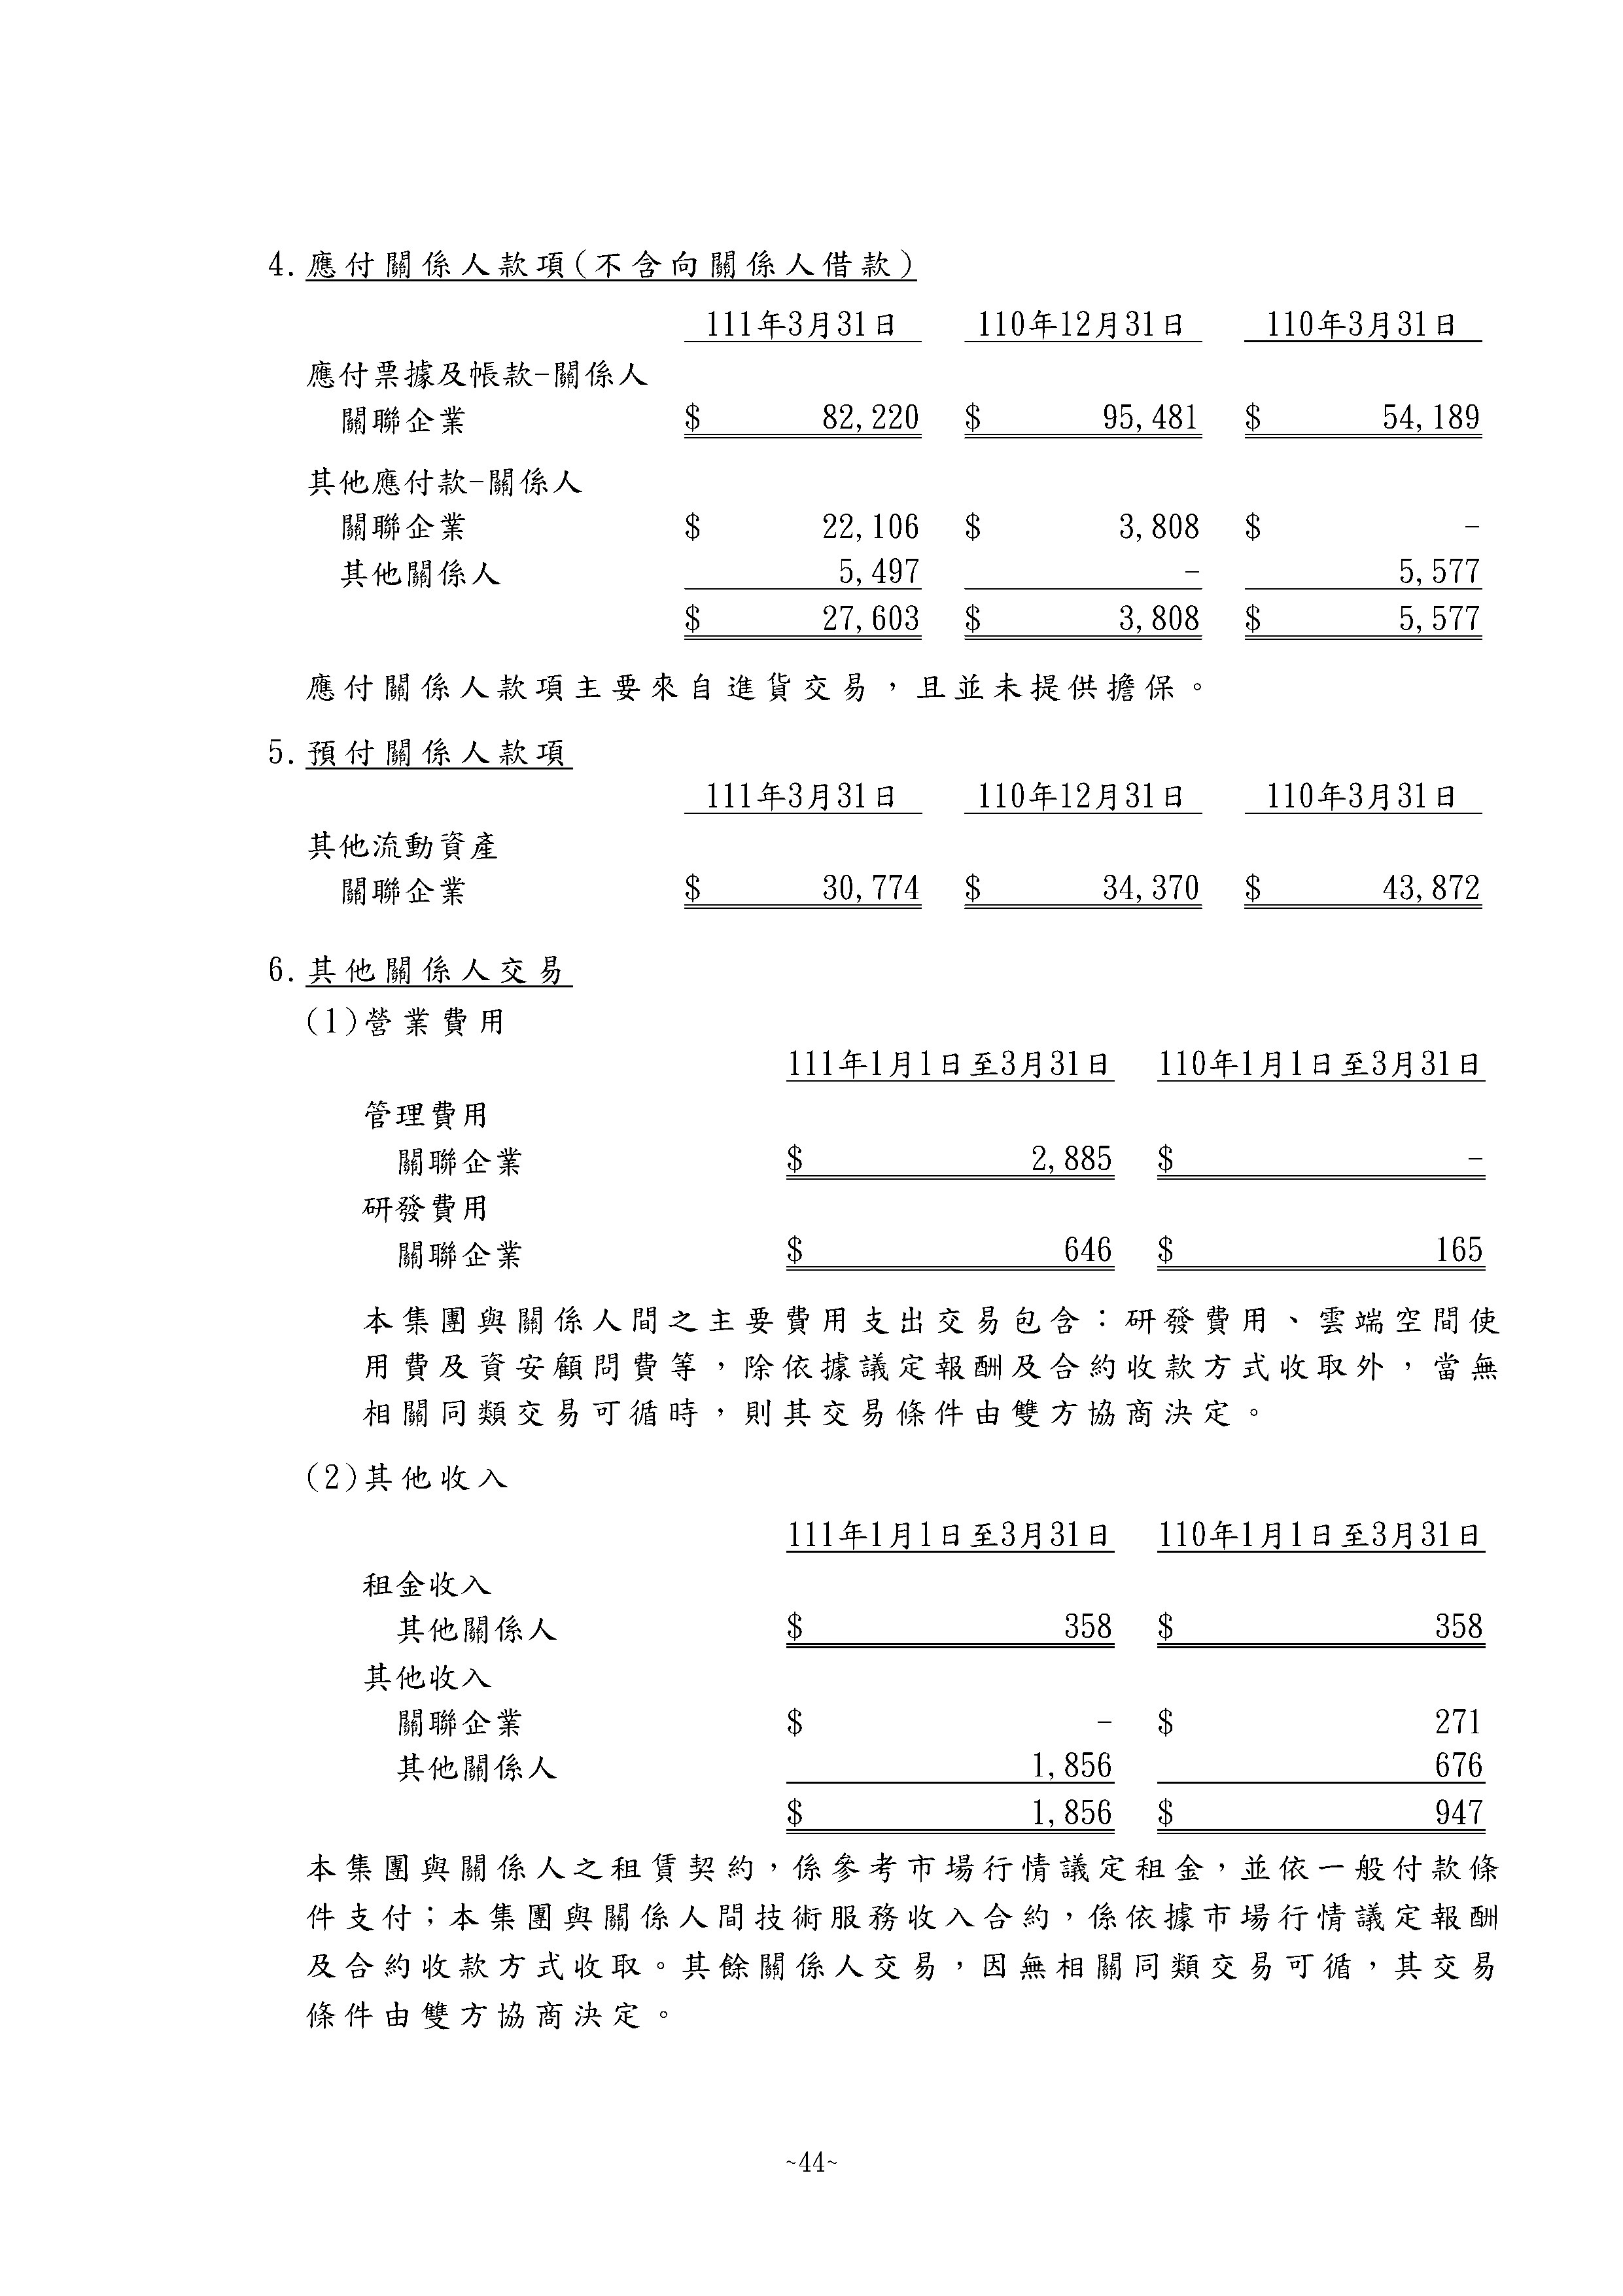 4.應付關係人款項(不含向關係人借款)
111年3月31日 110年12月31日 110年3月31日
應付票據及帳款-關係人
關聯企業 $ 82,220 $ 95,481 $ 54,189
其他應付款-關係人
關聯企業 $ 22,106 $ 3,808 $ -
其他關係人 5,497 - 5,577
$ 27,603 $ 3,808 $ 5,577
應付關係人款項主要來自進貨交易，且並未提供擔保。
5.預付關係人款項
111年3月31日 110年12月31日 110年3月31日
其他流動資產
關聯企業 $ 30,774 $ 34,370 $ 43,872
6.其他關係人交易
(1)營業費用
111年1月1日至3月31日 110年1月1日至3月31日
管理費用
關聯企業 $ 2,885 $ -
研發費用
關聯企業 $ 646 $ 165
本集團與關係人間之主要費用支出交易包含：研發費用、雲端空間使
用費及資安顧問費等，除依據議定報酬及合約收款方式收取外，當無
相關同類交易可循時，則其交易條件由雙方協商決定。
(2)其他收入
111年1月1日至3月31日 110年1月1日至3月31日
租金收入
其他關係人 $ 358 $ 358
其他收入
關聯企業 $ - $ 271
其他關係人 1,856 676
$ 1,856 $ 947
本集團與關係人之租賃契約，係參考市場行情議定租金，並依一般付款條
件支付；本集團與關係人間技術服務收入合約，係依據市場行情議定報酬
及合約收款方式收取。其餘關係人交易，因無相關同類交易可循，其交易
條件由雙方協商決定。
~44~